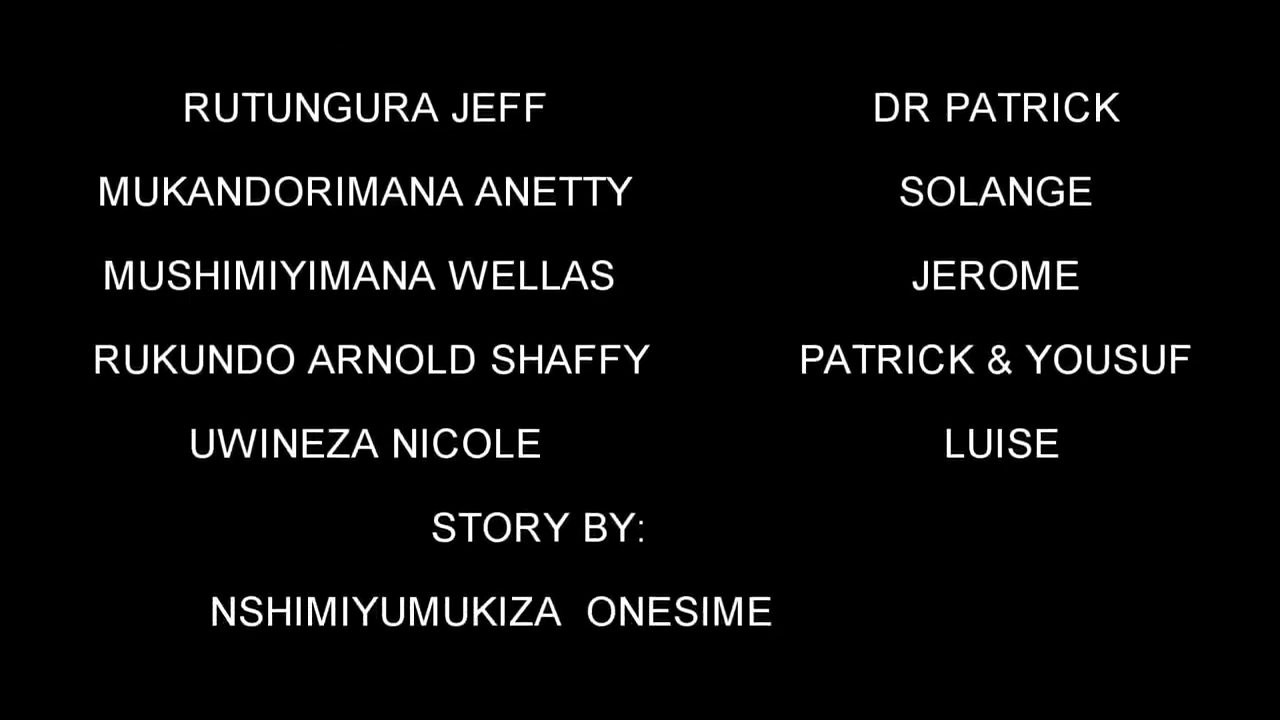 RUTUNGURA JEFF DR PATRICK
MUKANDORIMANA ANETTY SOLANGE
MUSHIMIYIMANA WELLAS JEROME
RUKUNDO ARNOLD SHAFFY PATRICK & YOUSUF
UWINEZA NICOLE LUISE
STORY BY:
NSHIMIYUMUKIZA ONESIME